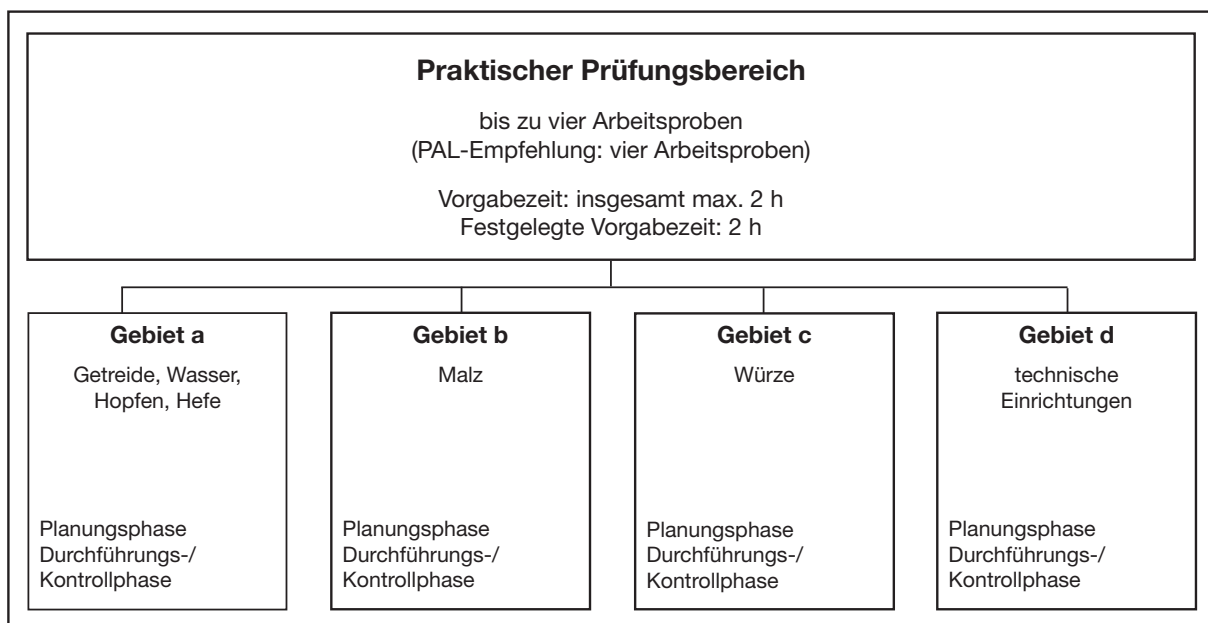 Praktischer Prüfungsbereich
bis zu vier Arbeitsproben
(PAL-Empfehlung: vier Arbeitsproben)
Vorgabezeit: insgesamt max. 2 h
Festgelegte Vorgabezeit: 2 h
Gebiet a
Getreide, Wasser,
Hopfen, Hefe
Planungsphase
Durchführungs-/
Kontrollphase
Gebiet b
Malz
Planungsphase
Durchführungs-/
Kontrollphase
Gebiet c
Würze
Planungsphase
Durchführungs-/
Kontrollphase
Gebiet d
technische
Einrichtungen
Planungsphase
Durchführungs-/
Kontrollphase